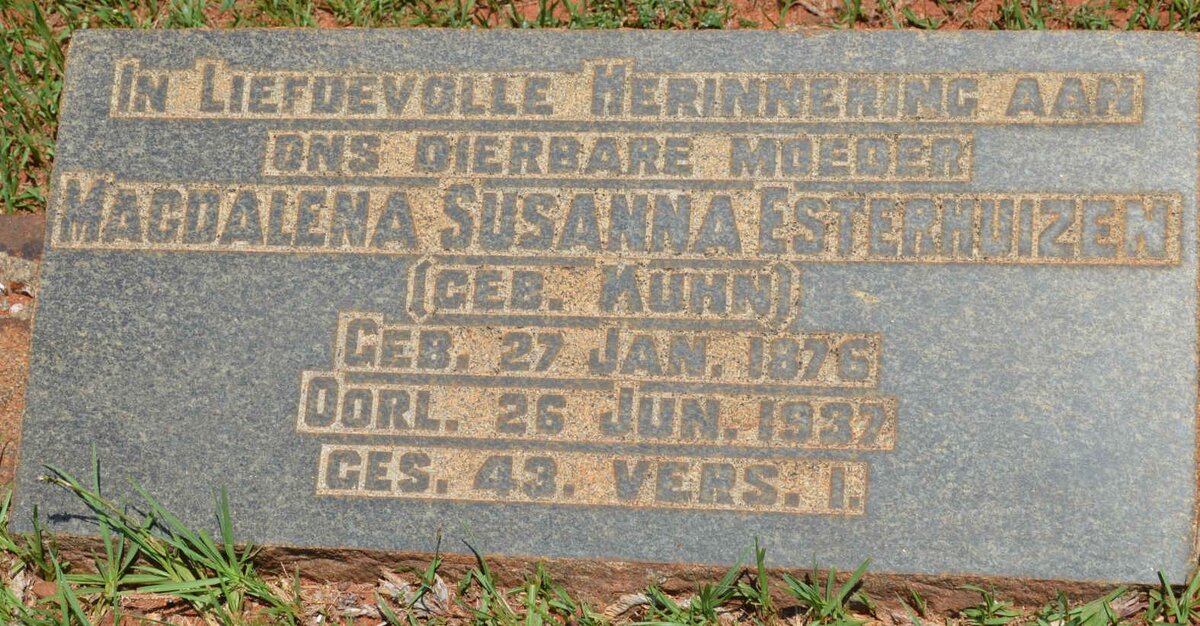 In Liefdevolle Herinnering aan
ons dierbare moeder
Magdalena Susanna Esterhuizen
(geb. Kuhn)
Geb. 27 Jan. 1876
Oorl. 26 Jun. 1937
Ges. 43. vers. 1.